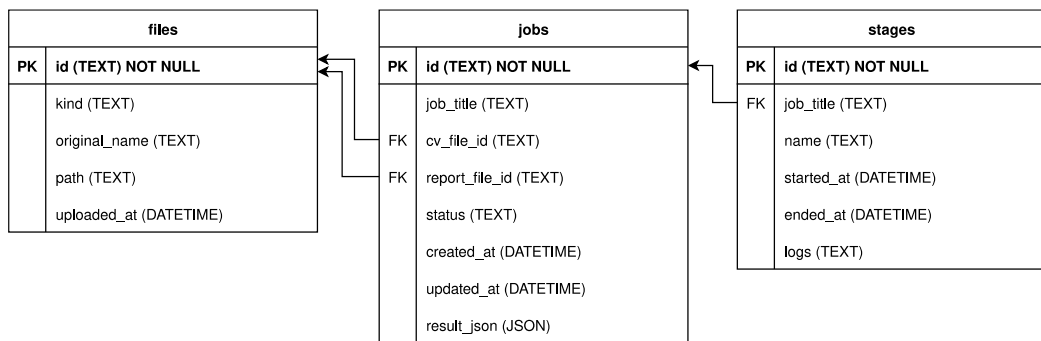 files
PK id (TEXT) NOT NULL
kind (TEXT)
original_name (TEXT)
path (TEXT)
uploaded_at (DATETIME)
jobs
PK id (TEXT) NOT NULL
job_title (TEXT)
FK cv_file_id (TEXT)
FK report_file_id (TEXT)
status (TEXT)
created_at (DATETIME)
updated_at (DATETIME)
result_json (JSON)
stages
PK id (TEXT) NOT NULL
FK job_title (TEXT)
name (TEXT)
started_at (DATETIME)
ended_at (DATETIME)
logs (TEXT)